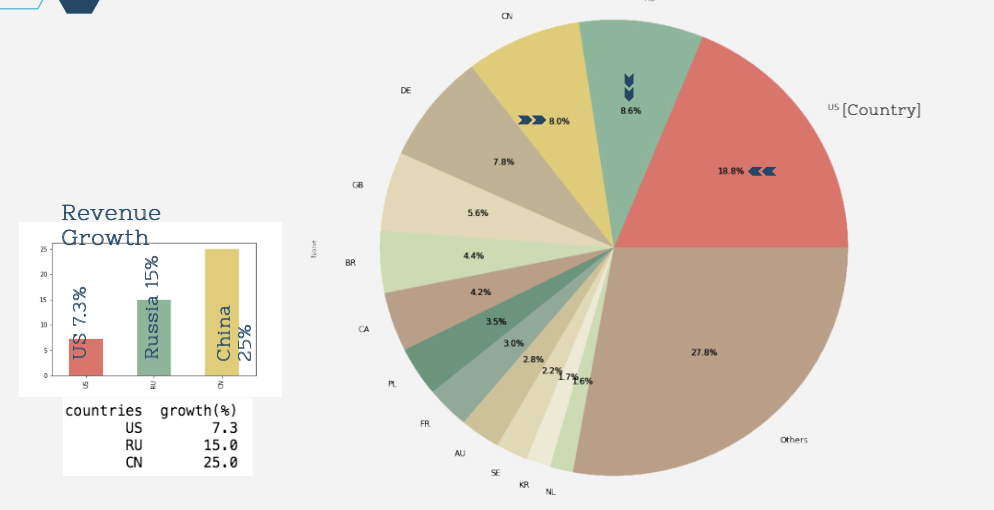 CN
DE
8.0%
8.6%
US [Country]
18.8%
7.8%
GB
5.6%
Revenue
Growth
None
BR
4.4%
4.2%
CA
3.5%
3.0%
PL
2.8%
2.2%
1.7%
1.6%
27.8%
FR
AU
SE
KR
NL
Others
25
20
15
10
5
0
US 7.3%
Russia 15%
China
25%
US
RU
CN
countries growth(%)
US 7.3
RU 15.0
CN 25.0